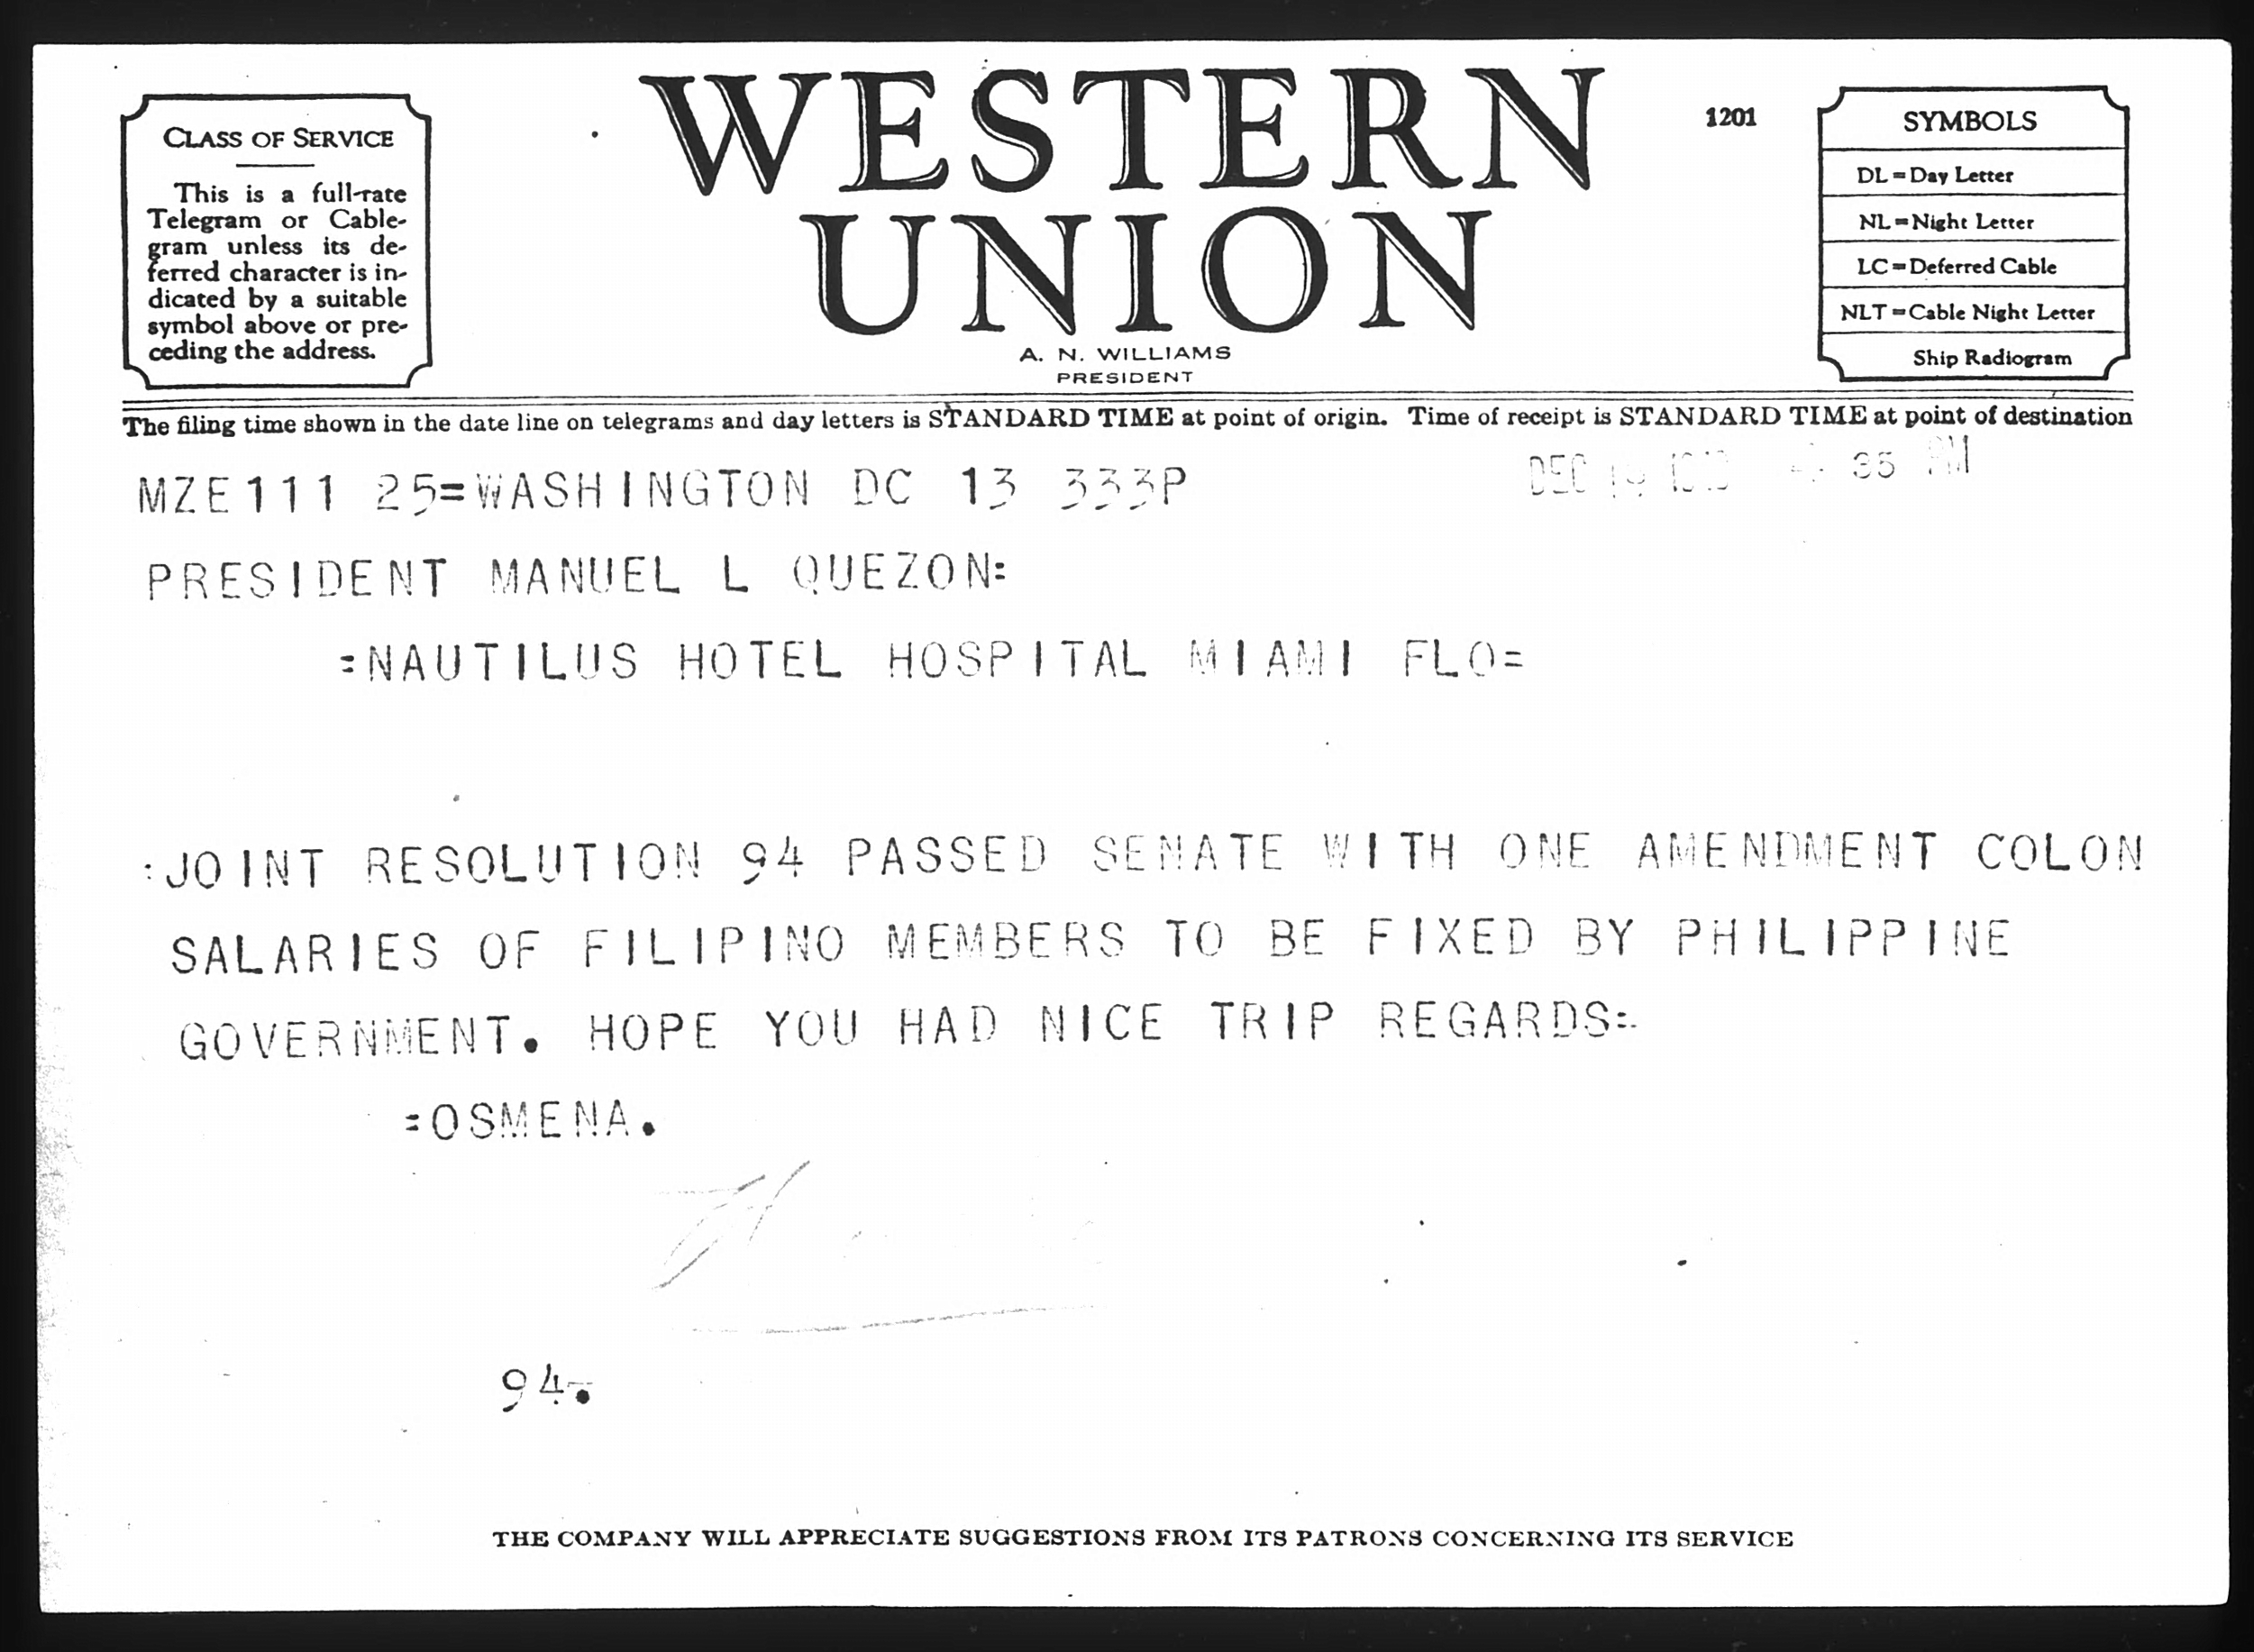 CLASS OF SERVICE
This is a full-rate
Telegram or Cable-
gram unless its de-
ferred character is in-
dicated by a suitable
symbol above or pre-
ceding the address.
WESTERN
UNION
A. N. WILLIAMS
PRESIDENT
1201
SYMBOLS
DL=Day Letter
NL=Night Letter
LC=Deferred Cable
NLT=Cable Night Letter
Ship Radiogram
The filing time shown in the date line on telegrams and day letters is STANDARD TIME at point of origin. Time of receipt is STANDARD TIME at point of destination
MZE111 25=WASHINGTON DC 13 333P
DEC 35 PM
PRESIDENT MANUEL L QUEZON=
=NAUTILUS HOTEL HOSPITAL MIAMI FLO=
:JOINT RESOLUTION 94 PASSED SENATE WITH ONE AMENDMENT COLON
SALARIES OF FILIPINO MEMBERS TO BE FIXED BY PHILIPPINE
GOVERNMENT. HOPE YOU HAD NICE TRIP REGARDS=
=OSMENA.
94.
THE COMPANY WILL APPRECIATE SUGGESTIONS FROM ITS PATRONS CONCERNING ITS SERVICE